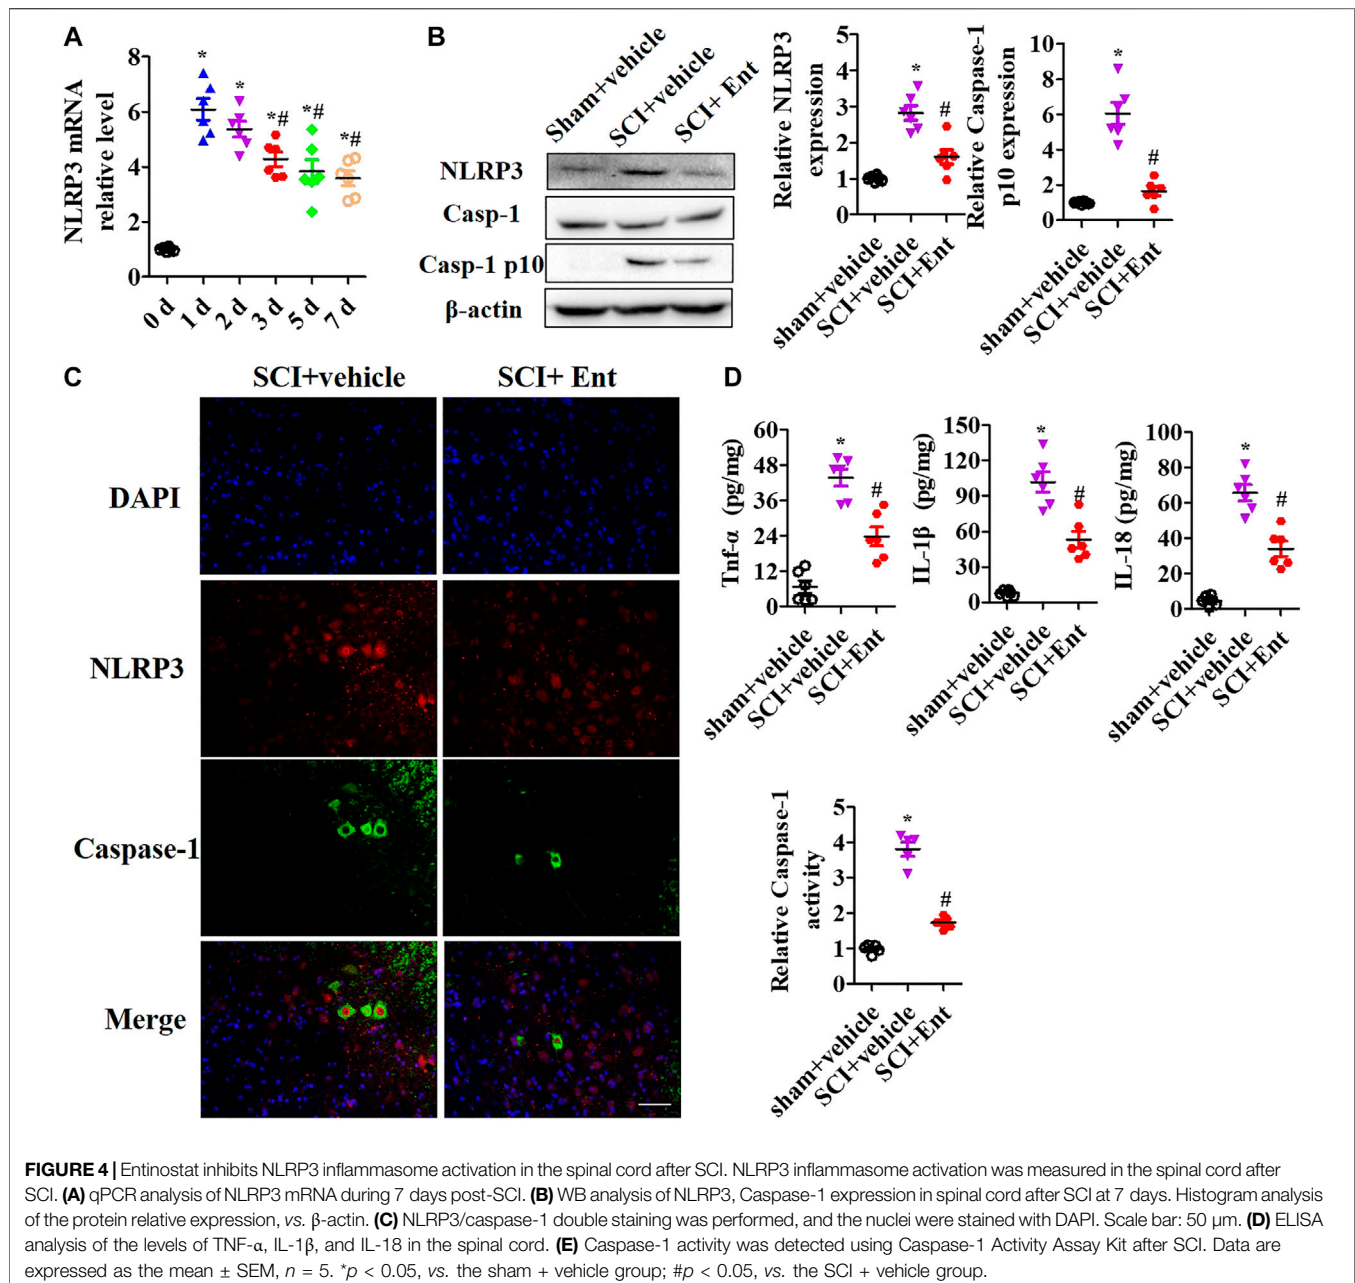 A
NLRP3 mRNA
relative level
8
6
4
2
0
*
*
*#
*#
*#
0 d
1 d
2 d
3 d
5 d
7 d
B
Sham+vehicle
SCI+vehicle
SCI+ Ent
NLRP3
Casp-1
Casp-1 p10
β-actin
Relative NLRP3
expression
5
4
3
2
1
0
*
#
sham+vehicle
SCI+vehicle
SCI+Ent
Relative Caspase-1
p10 expression
10
8
6
4
2
0
*
#
sham+vehicle
SCI+vehicle
SCI+Ent
C
SCI+vehicle
SCI+ Ent
DAPI
NLRP3
Caspase-1
Merge
D
Tnf-α (pg/mg)
60
48
36
24
12
0
*
#
sham+vehicle
SCI+vehicle
SCI+Ent
IL-1β (pg/mg)
150
120
90
60
30
0
*
#
sham+vehicle
SCI+vehicle
SCI+Ent
IL-18 (pg/mg)
100
80
60
40
20
0
*
#
sham+vehicle
SCI+vehicle
SCI+Ent
Relative Caspase-1
activity
5
4
3
2
1
0
*
#
sham+vehicle
SCI+vehicle
SCI+Ent
FIGURE 4 | Entinostat inhibits NLRP3 inflammasome activation in the spinal cord after SCI. NLRP3 inflammasome activation was measured in the spinal cord after
SCI. (A) qPCR analysis of NLRP3 mRNA during 7 days post-SCI. (B) WB analysis of NLRP3, Caspase-1 expression in spinal cord after SCI at 7 days. Histogram analysis
of the protein relative expression, vs. β-actin. (C) NLRP3/caspase-1 double staining was performed, and the nuclei were stained with DAPI. Scale bar: 50 μm. (D) ELISA
analysis of the levels of TNF-α, IL-1β, and IL-18 in the spinal cord. (E) Caspase-1 activity was detected using Caspase-1 Activity Assay Kit after SCI. Data are
expressed as the mean ± SEM, n = 5. *p < 0.05, vs. the sham + vehicle group; #p < 0.05, vs. the SCI + vehicle group.